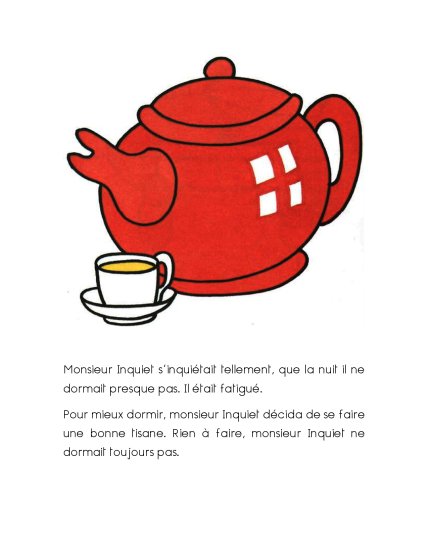 Monsieur Inquiet s'inquiétait tellement, que la nuit il ne
dormait presque pas. Il était fatigué.
Pour mieux dormir, monsieur Inquiet décida de se faire
une bonne tisane. Rien à faire, monsieur Inquiet ne
dormait toujours pas.